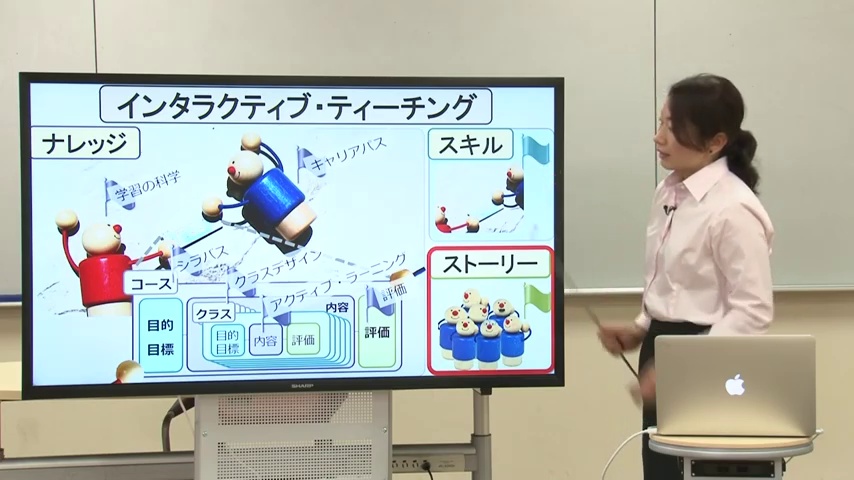 インタラクティブ・ティーチング
ナレッジ
スキル
キャリアパス
学習の科学
シラバス
クラスデザイン
アクティブ・ラーニング
評価
ストーリー
コース
目的
目標
クラス
目的
目標
内容
評価
内容
評価
SHARP